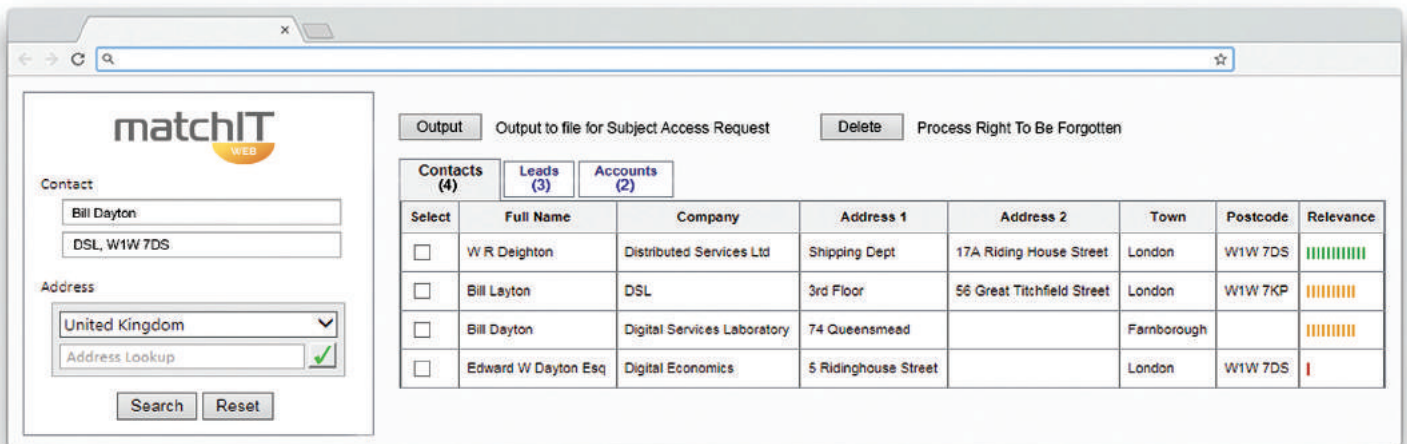 matchIT
WEB
Contact
Bill Dayton
DSL, W1W 7DS
Address
United Kingdom
Address Lookup
Search Reset
Output Output to file for Subject Access Request Delete Process Right To Be Forgotten
Contacts (4) Leads (3) Accounts (2)
Select Full Name Company Address 1 Address 2 Town Postcode Relevance
W R Deighton Distributed Services Ltd Shipping Dept 17A Riding House Street London W1W 7DS
Bill Layton DSL 3rd Floor 56 Great Titchfield Street London W1W 7KP
Bill Dayton Digital Services Laboratory 74 Queensmead Farnborough
Edward W Dayton Esq Digital Economics 5 Ridinghouse Street London W1W 7DS